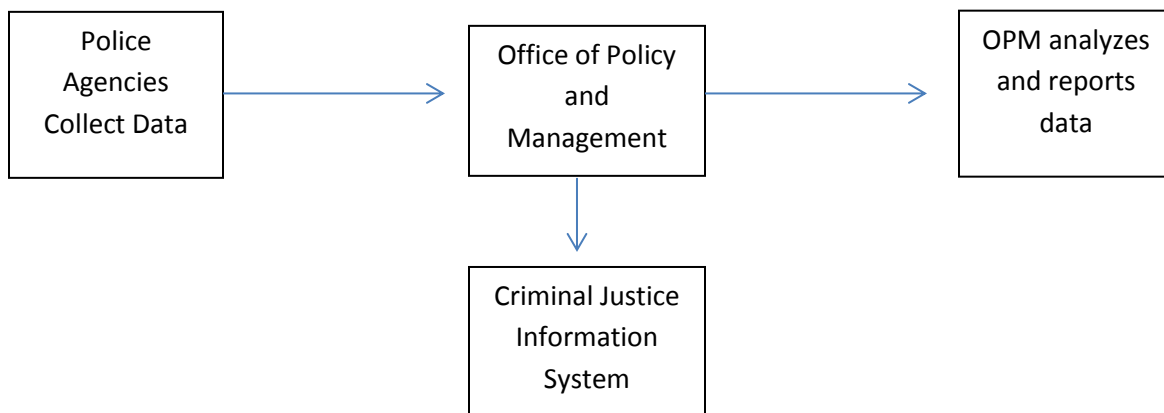 Police
Agencies
Collect Data
Office of Policy
and
Management
OPM analyzes
and reports
data
Criminal Justice
Information
System